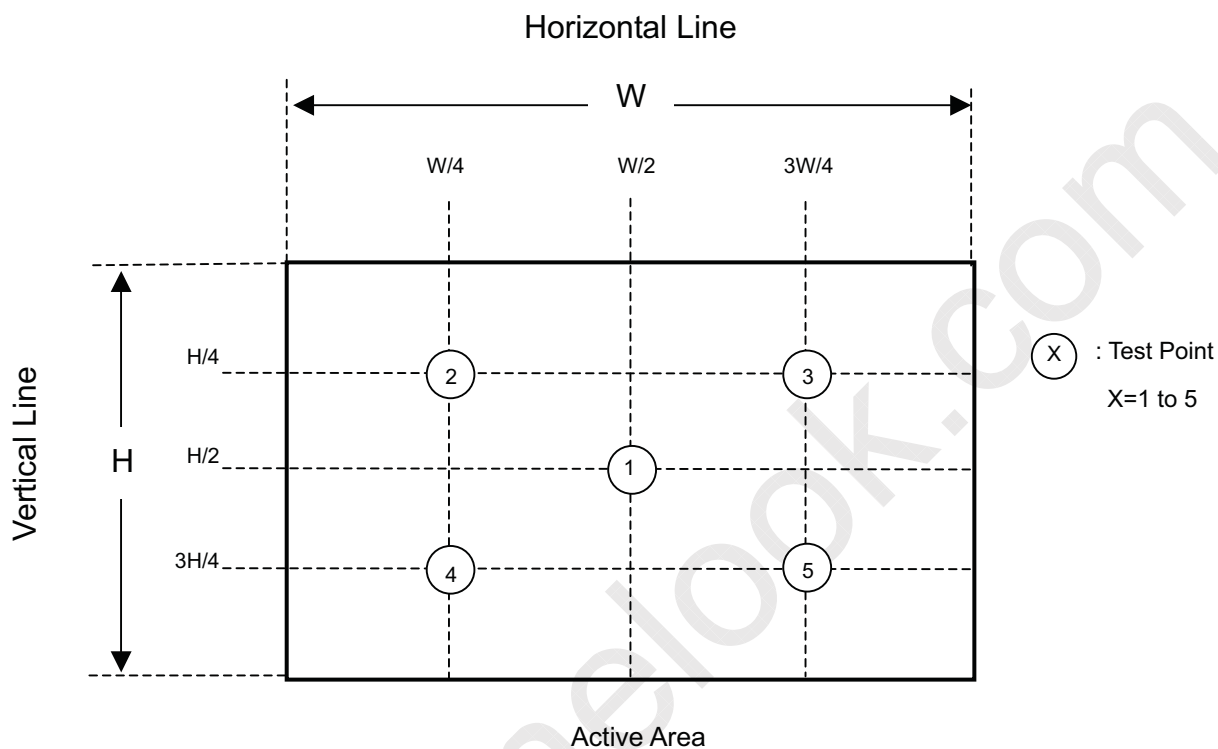 Horizontal Line
W
W/4 W/2 3W/4
H/4
2
3
X : Test Point
X=1 to 5
Vertical Line
H
H/2
1
3H/4
4
5
Active Area